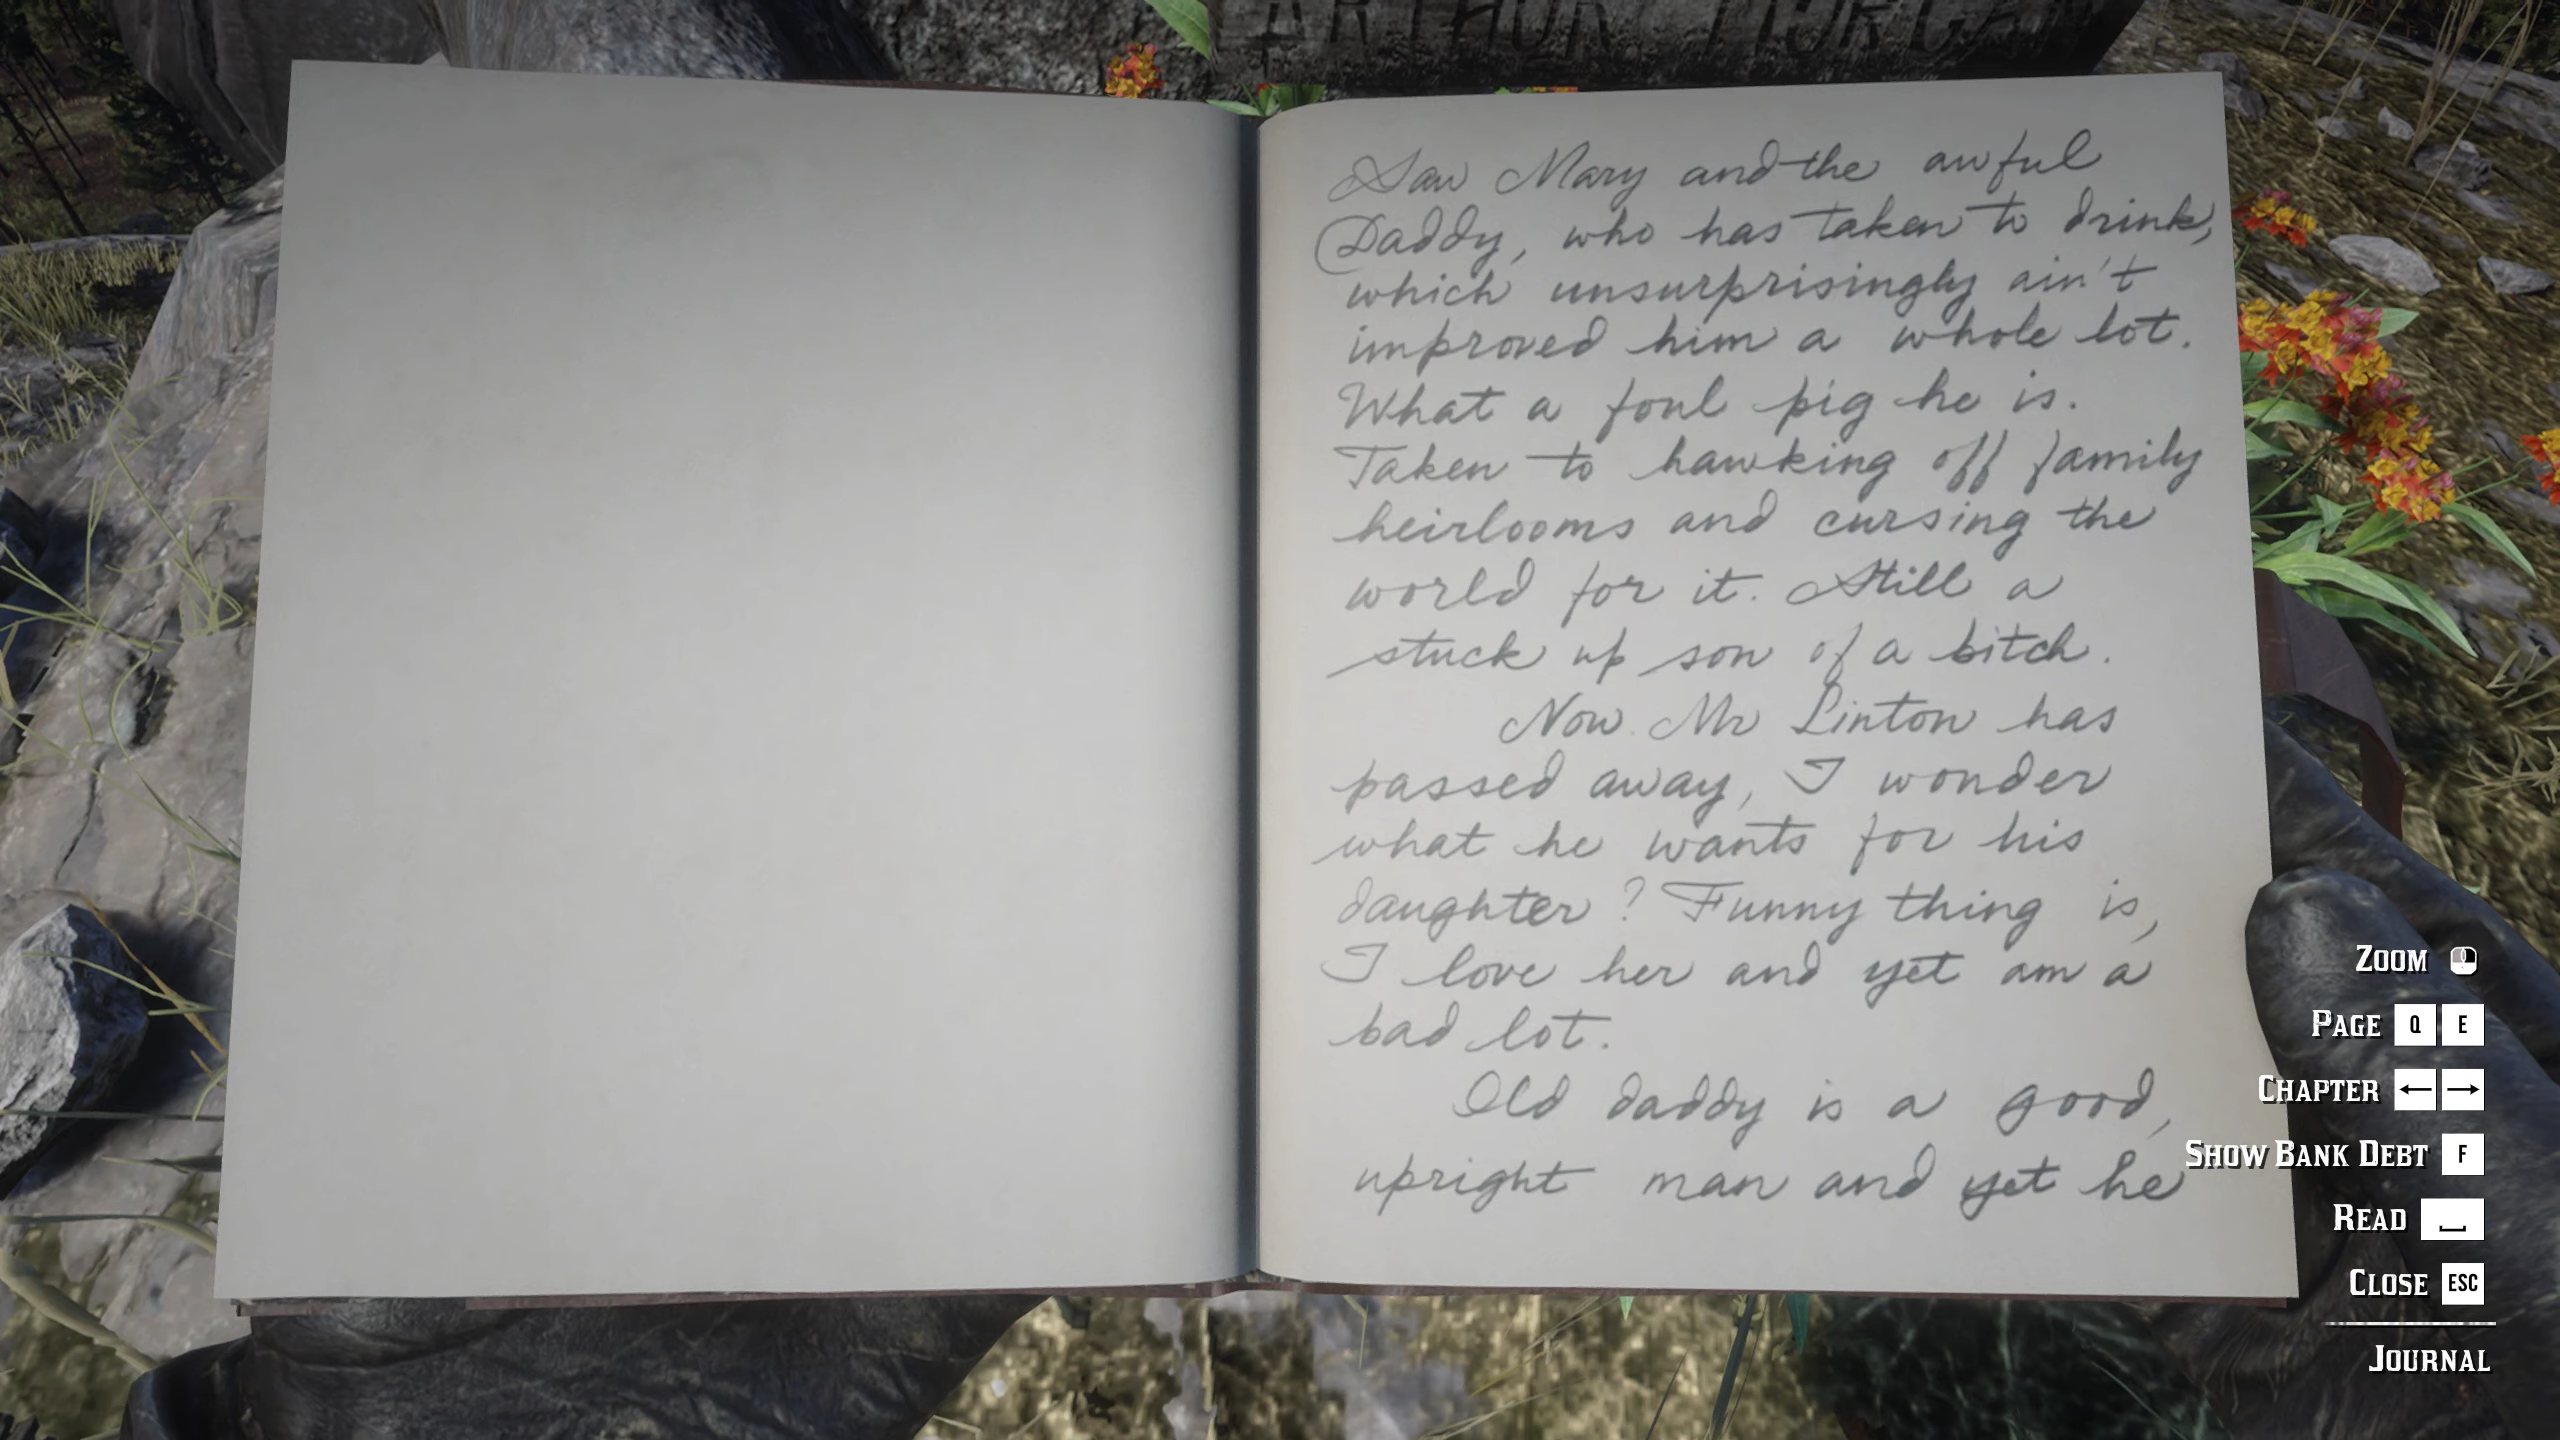 ARTHUR MORGAN
Saw Mary and the awful
Daddy, who has taken to drink,
which unsurprisingly ain't
improved him a whole lot.
What a foul pig he is.
Taken to hawking off family
heirlooms and cursing the
world for it. Still a
stuck up son of a bitch.
Now Mr Linton has
passed away, I wonder
what he wants for his
daughter? Funny thing is,
I love her and yet am a
bad lot.
Old daddy is a good,
upright man and yet he
ZOOM
PAGE Q E
CHAPTER ← →
SHOW BANK DEBT F
READ
CLOSE ESC
JOURNAL